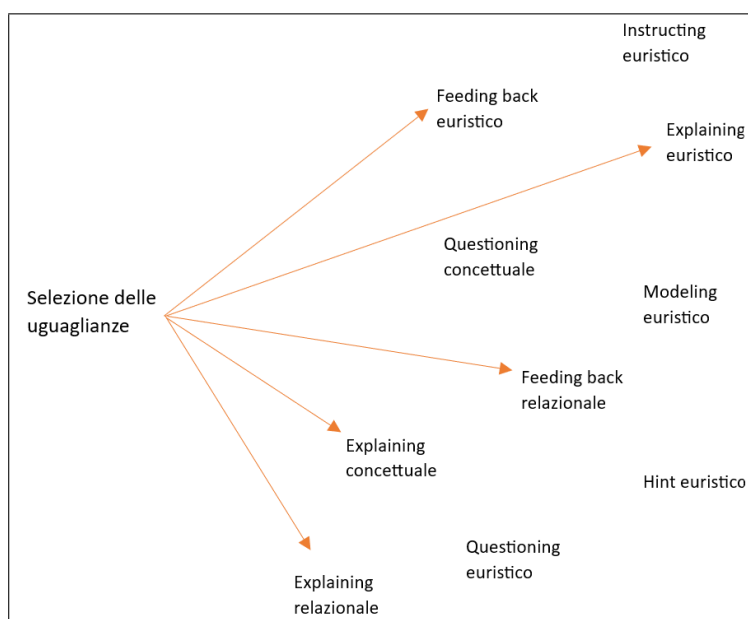 Instructing
euristico
Feeding back
euristico
Explaining
euristico
Questioning
concettuale
Selezione delle
uguaglianze
Modeling
euristico
Feeding back
relazionale
Explaining
concettuale
Hint euristico
Questioning
euristico
Explaining
relazionale